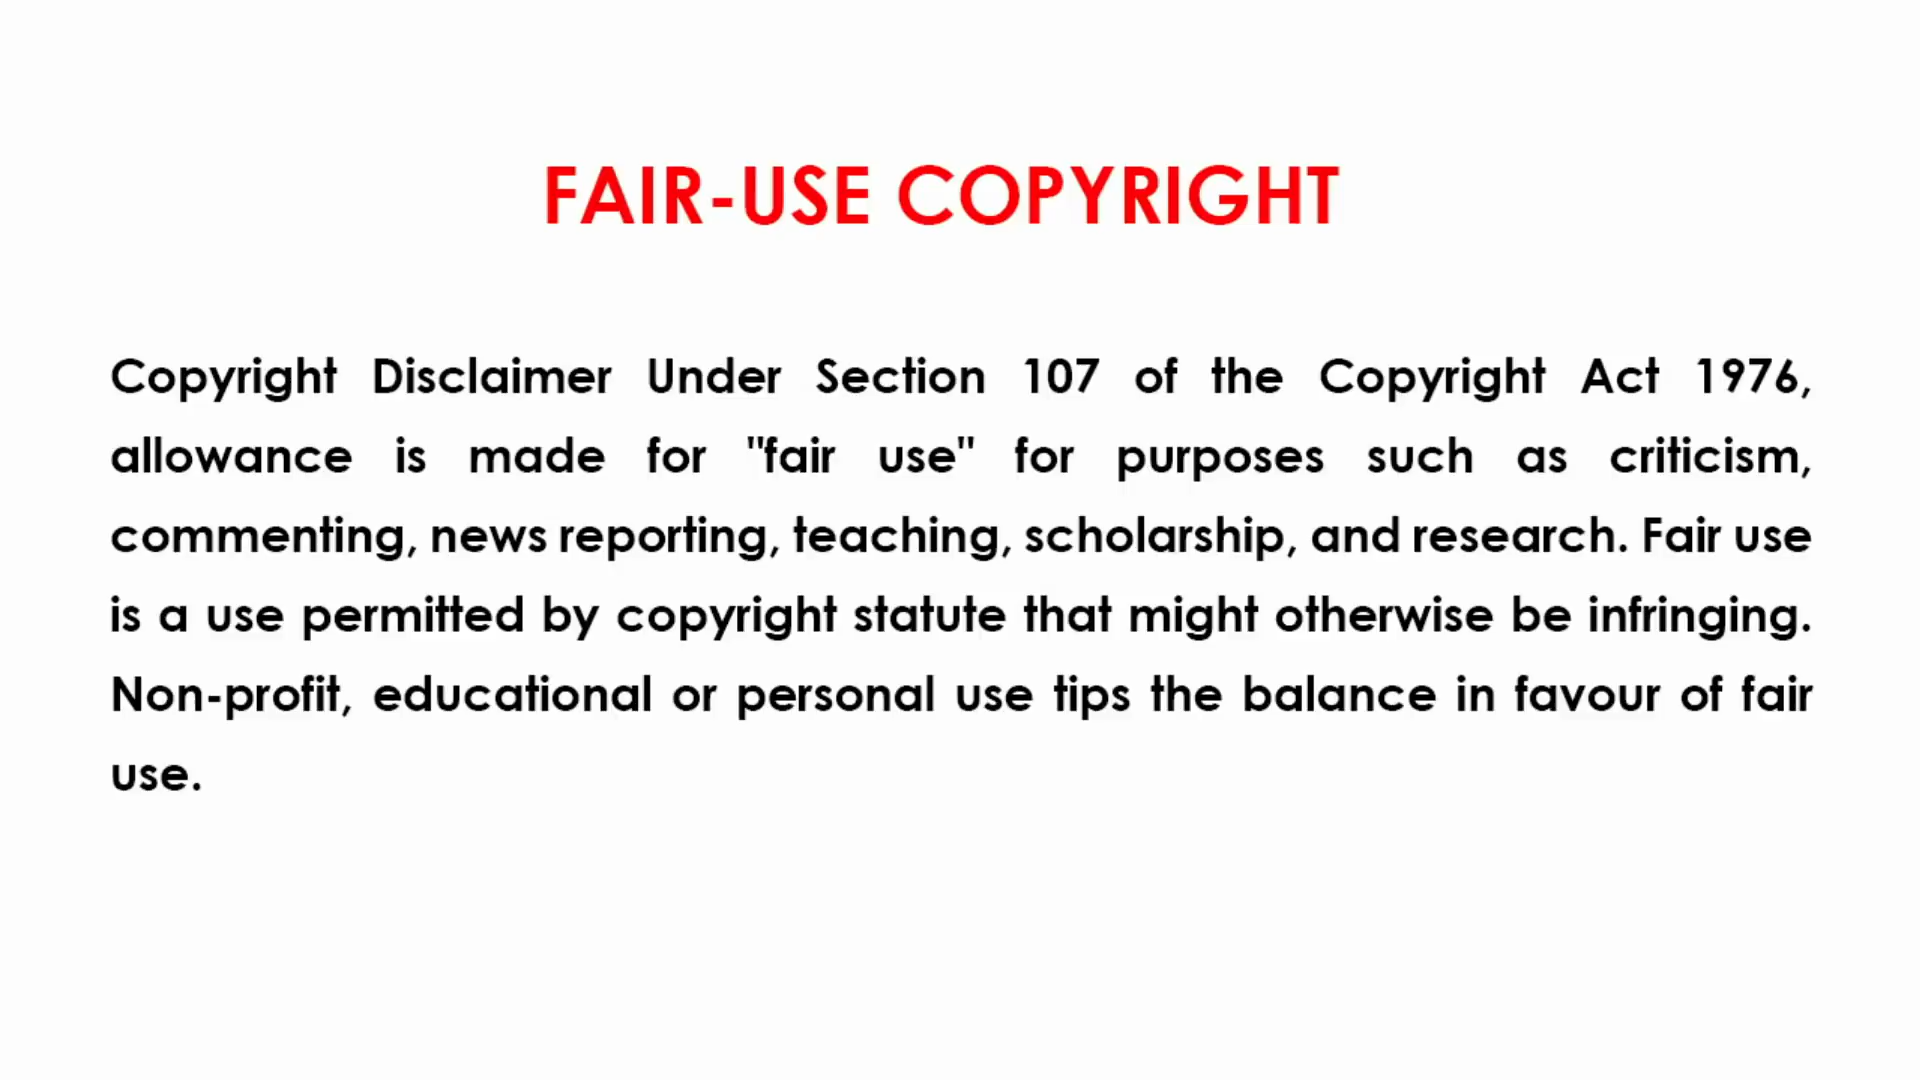 FAIR-USE COPYRIGHT
Copyright Disclaimer Under Section 107 of the Copyright Act 1976,
allowance is made for "fair use" for purposes such as criticism,
commenting, news reporting, teaching, scholarship, and research. Fair use
is a use permitted by copyright statute that might otherwise be infringing.
Non-profit, educational or personal use tips the balance in favour of fair
use.